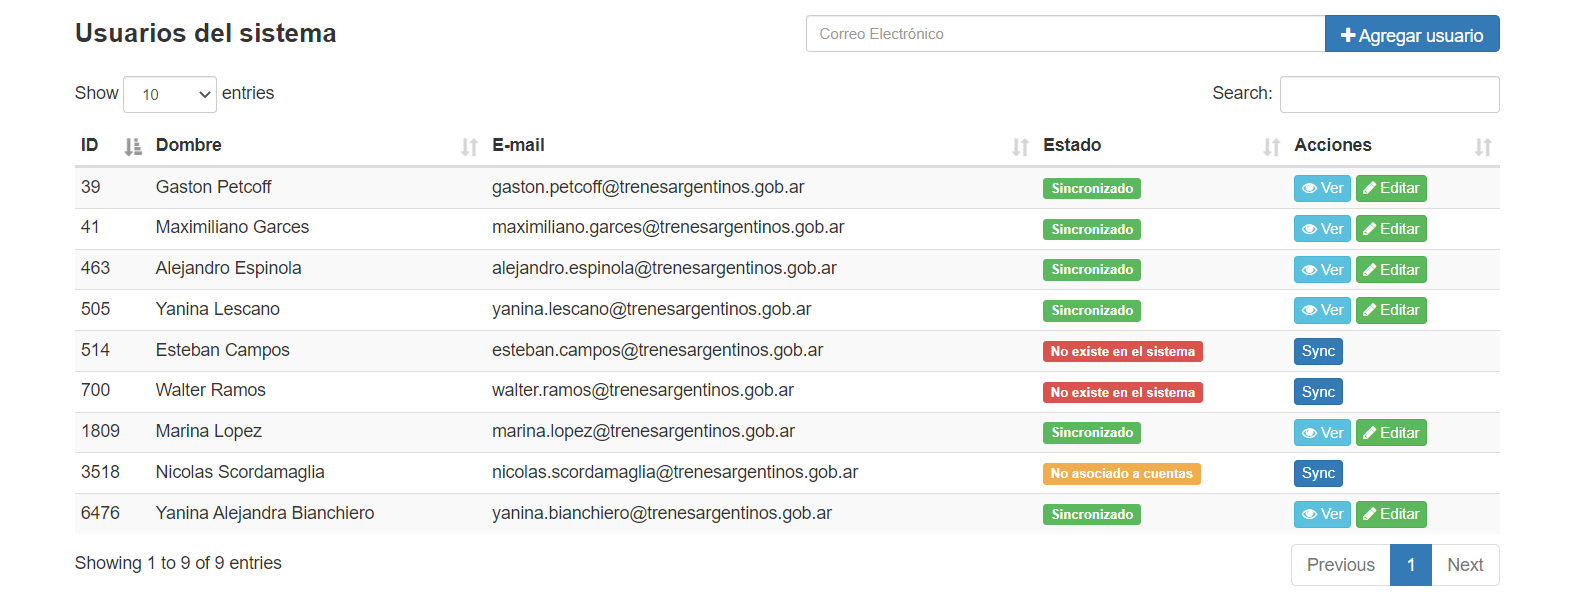 Usuarios del sistema
Correo Electrónico
Agregar usuario
Show 10 entries
Search:
ID Dombre E-mail Estado Acciones
39 Gaston Petcoff gaston.petcoff@trenesargentinos.gob.ar Sincronizado Ver Editar
41 Maximiliano Garces maximiliano.garces@trenesargentinos.gob.ar Sincronizado Ver Editar
463 Alejandro Espinola alejandro.espinola@trenesargentinos.gob.ar Sincronizado Ver Editar
505 Yanina Lescano yanina.lescano@trenesargentinos.gob.ar Sincronizado Ver Editar
514 Esteban Campos esteban.campos@trenesargentinos.gob.ar No existe en el sistema Sync
700 Walter Ramos walter.ramos@trenesargentinos.gob.ar No existe en el sistema Sync
1809 Marina Lopez marina.lopez@trenesargentinos.gob.ar Sincronizado Ver Editar
3518 Nicolas Scordamaglia nicolas.scordamaglia@trenesargentinos.gob.ar No asociado a cuentas Sync
6476 Yanina Alejandra Bianchiero yanina.bianchiero@trenesargentinos.gob.ar Sincronizado Ver Editar
Showing 1 to 9 of 9 entries
Previous 1 Next